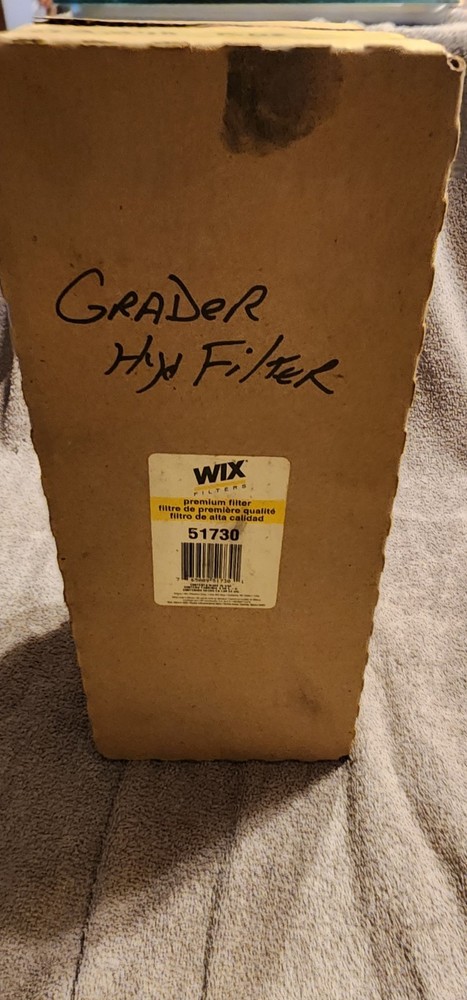 GRADER
Hyd FilTER
WIX
FILTERS
premium filter
filtre de première qualité
filtro de alta calidad
51730